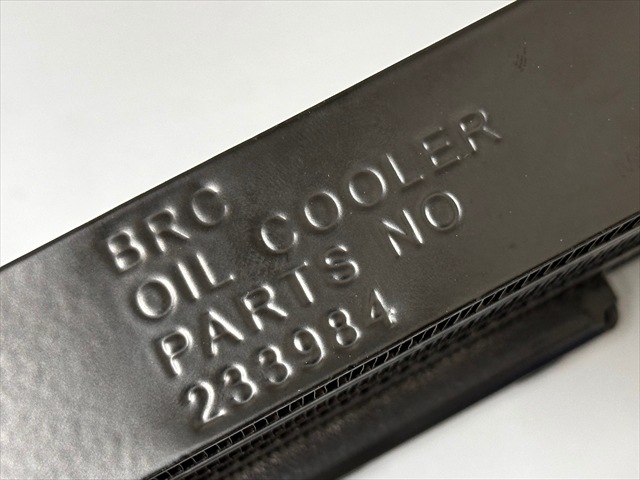 BRC
OIL COOLER
PARTS NO
233984